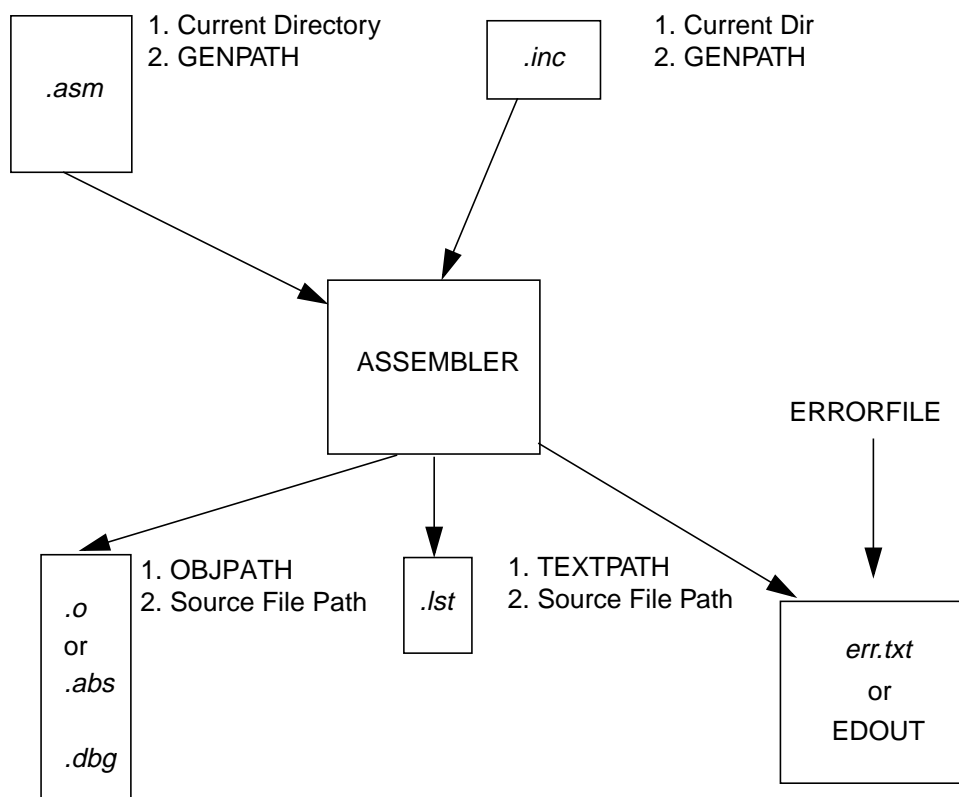 .asm
1. Current Directory
2. GENPATH
.inc
1. Current Dir
2. GENPATH
ASSEMBLER
ERRORFILE
.o
or
.abs
.dbg
1. OBJPATH
2. Source File Path
.lst
1. TEXTPATH
2. Source File Path
err.txt
or
EDOUT